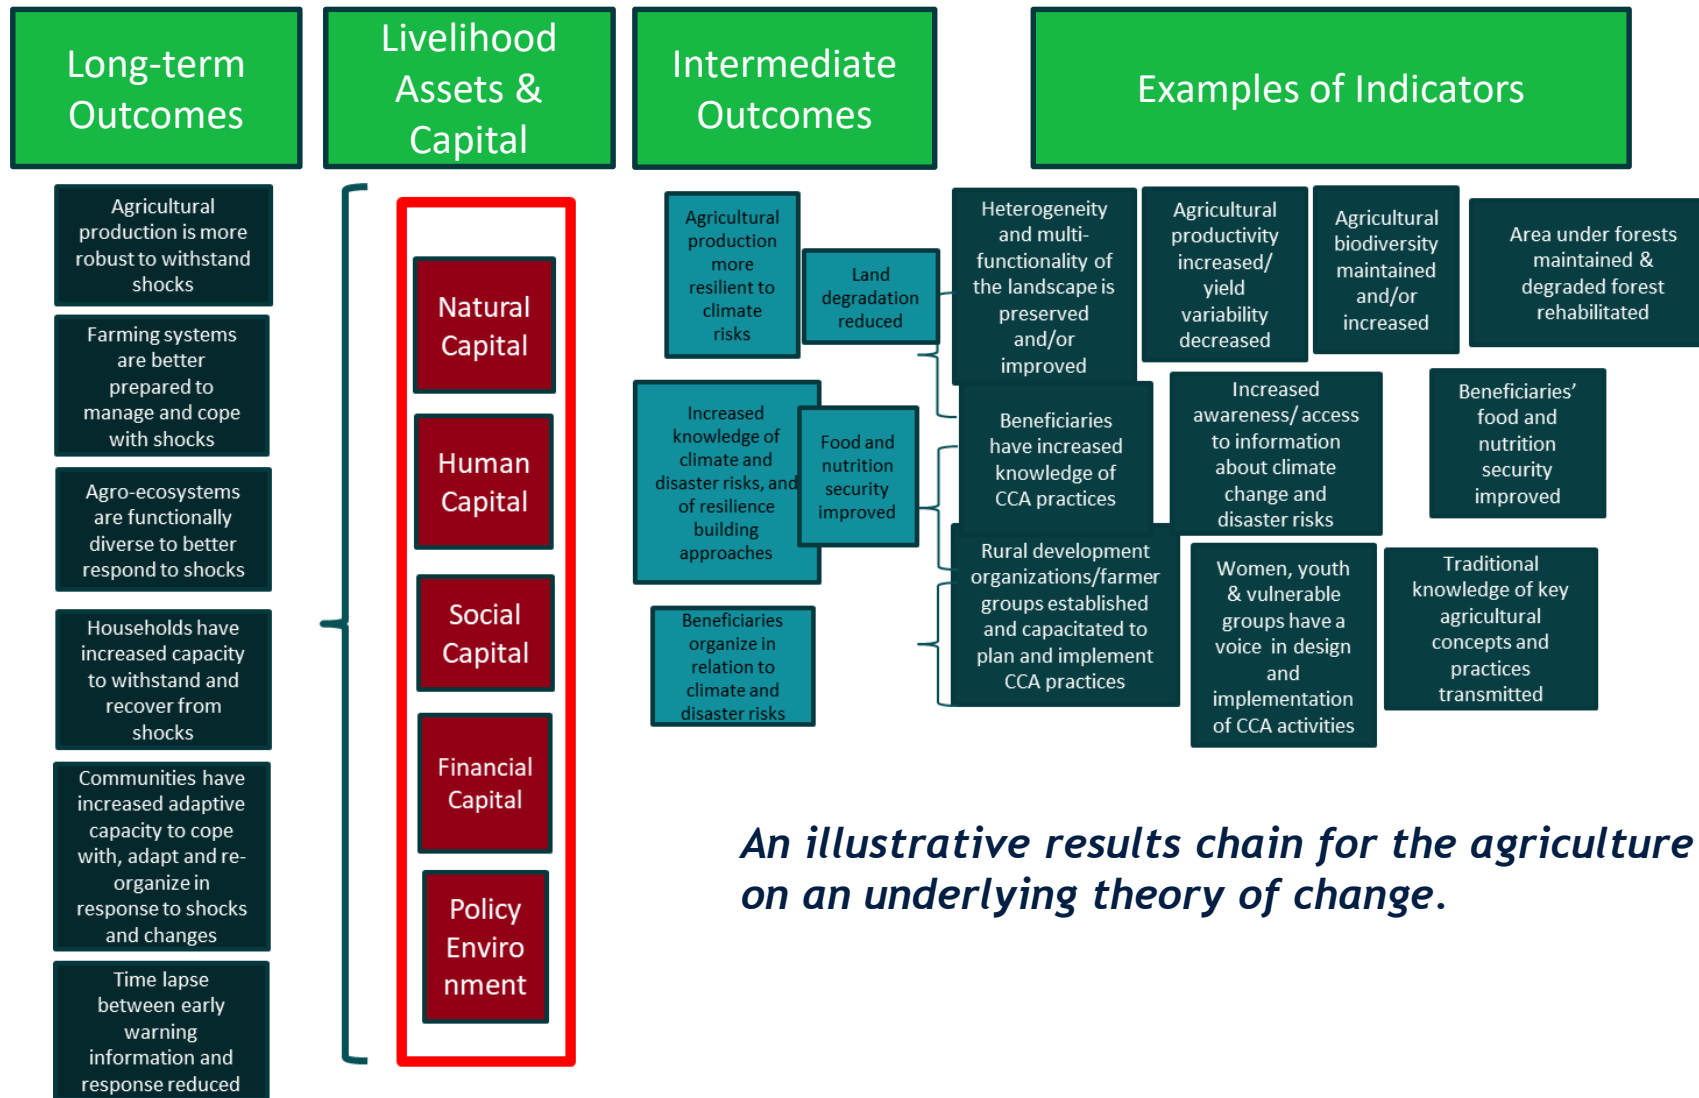 Long-term
Outcomes
Livelihood
Assets &
Capital
Intermediate
Outcomes
Examples of Indicators
Agricultural
production is more
robust to withstand
shocks
Farming systems
are better
prepared to
manage and cope
with shocks
Agro-ecosystems
are functionally
diverse to better
respond to shocks
Households have
increased capacity
to withstand and
recover from
shocks
Communities have
increased adaptive
capacity to cope
with, adapt and re-
organize in
response to shocks
and changes
Time lapse
between early
warning
information and
response reduced
Natural
Capital
Human
Capital
Social
Capital
Financial
Capital
Policy
Enviro
nment
Agricultural
production
more
resilient to
climate
risks
Land
degradation
reduced
Increased
knowledge of
climate and
disaster risks, and
of resilience
building
approaches
Food and
nutrition
security
improved
Beneficiaries
organize in
relation to
climate and
disaster risks
Heterogeneity
and multi-
functionality of
the landscape is
preserved
and/or
improved
Agricultural
productivity
increased/
yield
variability
decreased
Agricultural
biodiversity
maintained
and/or
increased
Area under forests
maintained &
degraded forest
rehabilitated
Beneficiaries
have increased
knowledge of
CCA practices
Increased
awareness/ access
to information
about climate
change and
disaster risks
Beneficiaries’
food and
nutrition
security
improved
Rural development
organizations/farmer
groups established
and capacitated to
plan and implement
CCA practices
Women, youth
& vulnerable
groups have a
voice in design
and
implementation
of CCA activities
Traditional
knowledge of key
agricultural
concepts and
practices
transmitted
An illustrative results chain for the agriculture
on an underlying theory of change.